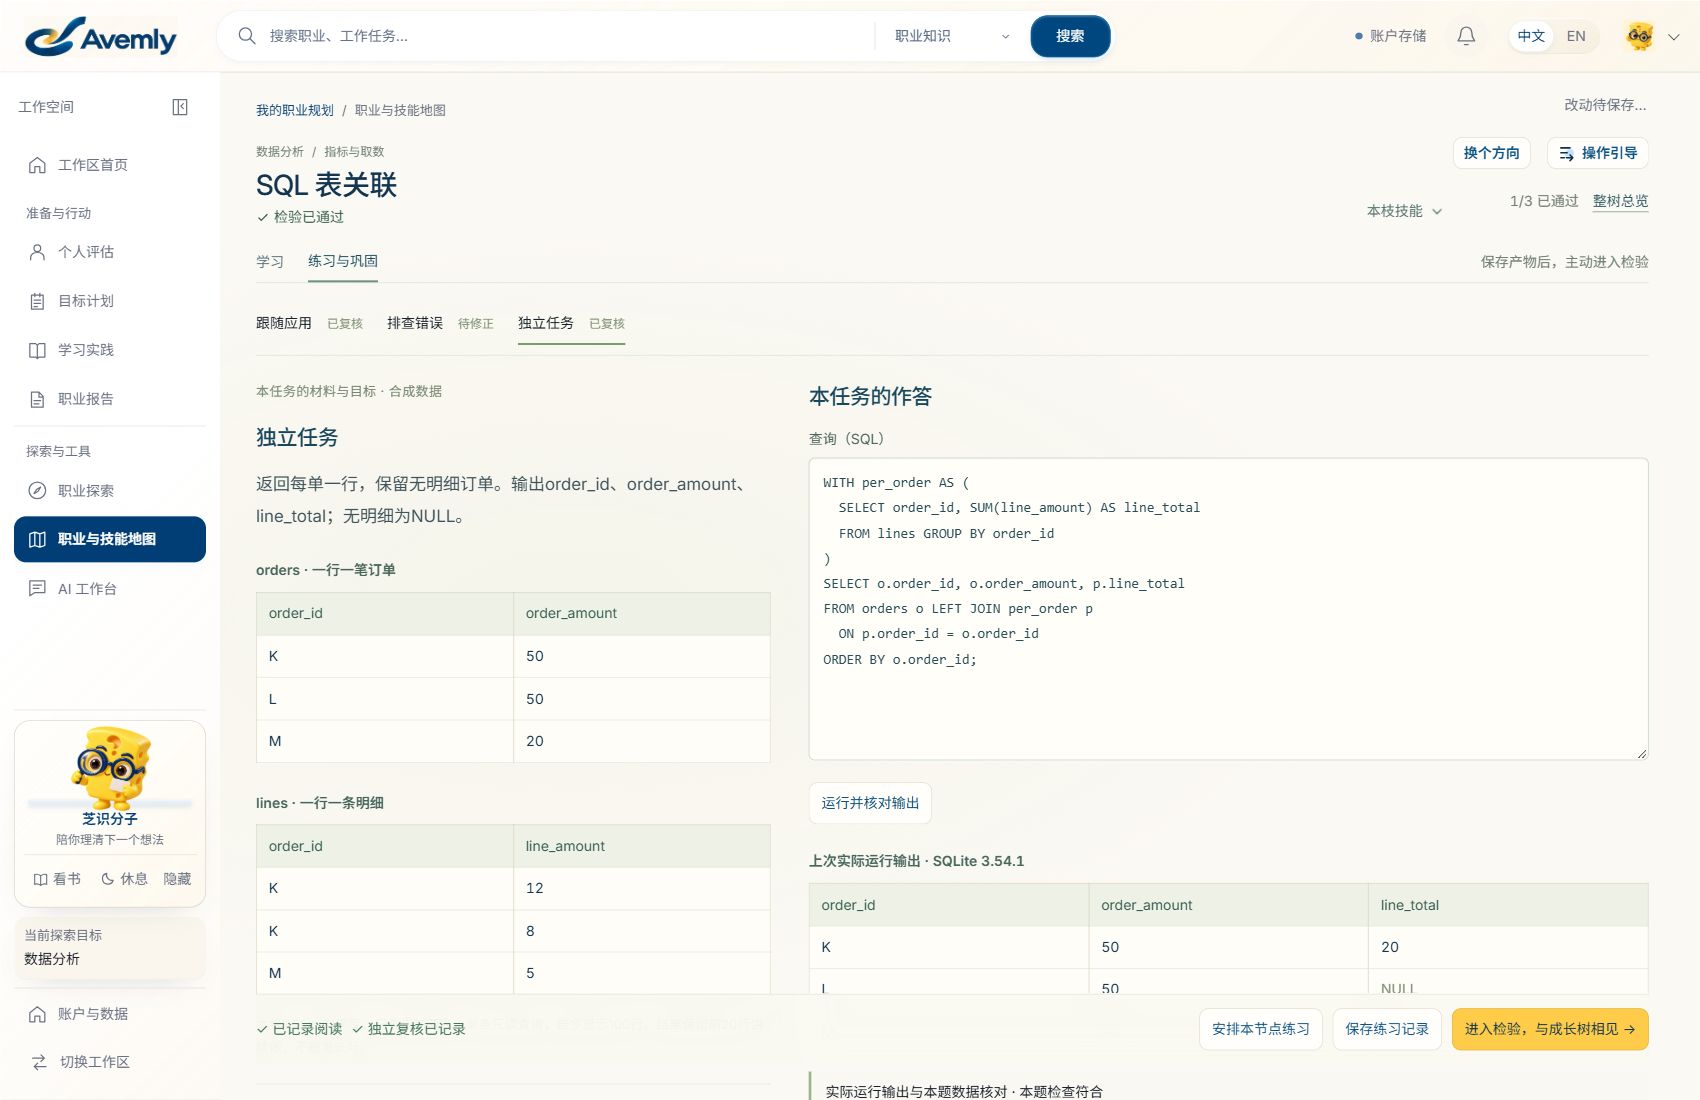 Avemly
搜索职业、工作任务...
职业知识
搜索
账户存储
中文
EN
工作空间
工作区首页
准备与行动
个人评估
目标计划
学习实践
职业报告
探索与工具
职业探索
职业与技能地图
AI 工作台
芝识分子
陪你理清下一个想法
看书
休息
隐藏
当前探索目标
数据分析
账户与数据
切换工作区
我的职业规划 / 职业与技能地图
改动待保存...
数据分析 / 指标与取数
换个方向
操作引导
SQL 表关联
检验已通过
本枝技能
1/3 已通过
整树总览
学习
练习与巩固
保存产物后，主动进入检验
跟随应用 已复核
排查错误 待修正
独立任务 已复核
本任务的材料与目标 · 合成数据
独立任务
返回每单一行，保留无明细订单。输出order_id、order_amount、
line_total；无明细为NULL。
orders · 一行一笔订单
order_id order_amount
K 50
L 50
M 20
lines · 一行一条明细
order_id line_amount
K 12
K 8
M 5
本任务的作答
查询（SQL）
WITH per_order AS (
SELECT order_id, SUM(line_amount) AS line_total
FROM lines GROUP BY order_id
)
SELECT o.order_id, o.order_amount, p.line_total
FROM orders o LEFT JOIN per_order p
ON p.order_id = o.order_id
ORDER BY o.order_id;
运行并核对输出
上次实际运行输出 · SQLite 3.54.1
order_id order_amount line_total
K 50 20
L 50 NULL
已记录阅读
独立复核已记录
安排本节点练习
保存练习记录
进入检验，与成长树相见 →
实际运行输出与本题数据核对 · 本题检查符合